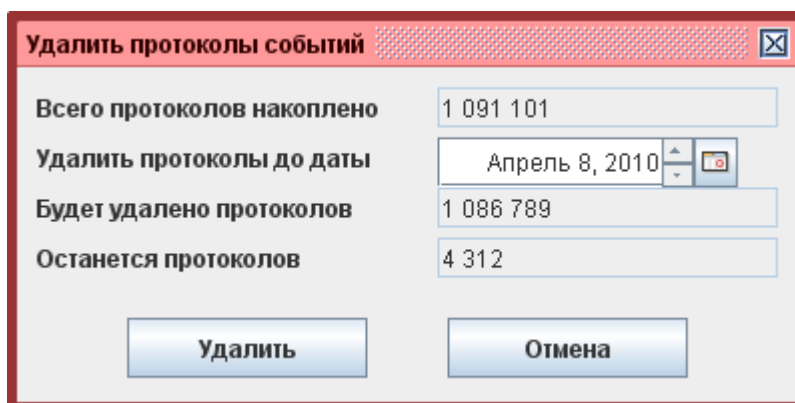 Удалить протоколы событий
Всего протоколов накоплено 1 091 101
Удалить протоколы до даты Апрель 8, 2010
Будет удалено протоколов 1 086 789
Останется протоколов 4 312
Удалить Отмена